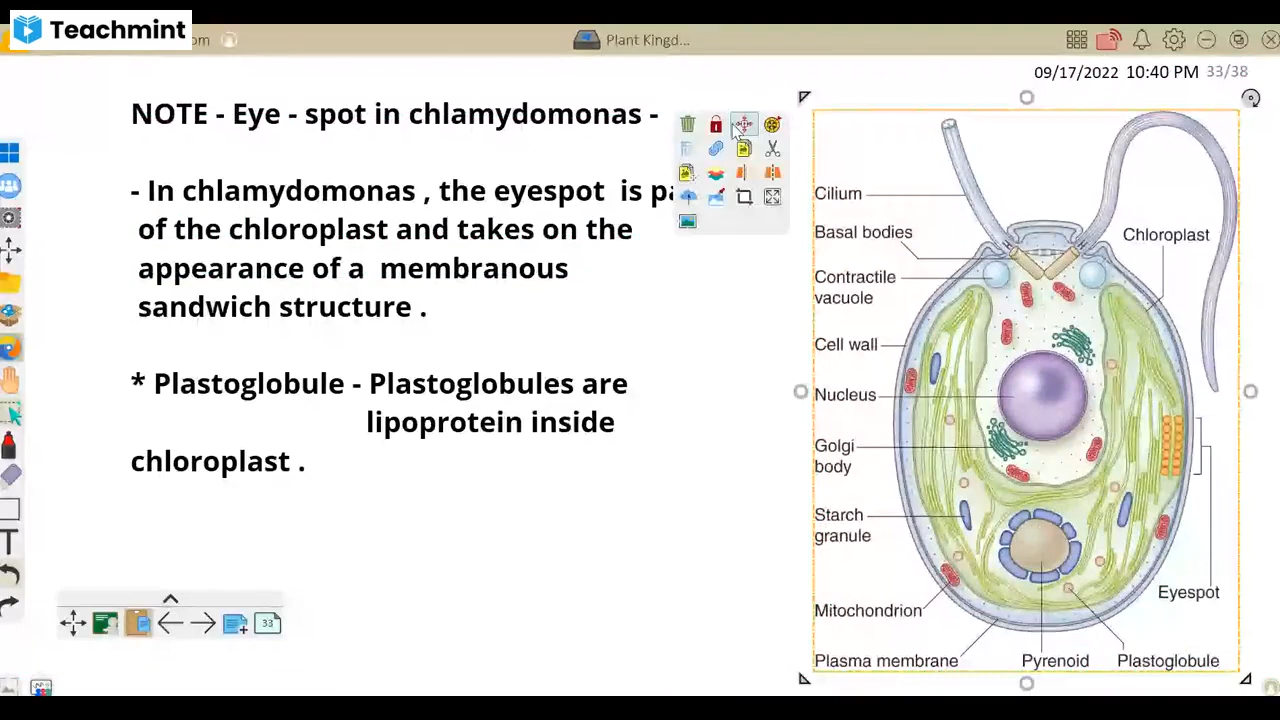 Teachmint
om
Plant Kingd...
09/17/2022 10:40 PM 33/38
NOTE - Eye - spot in chlamydomonas -
- In chlamydomonas , the eyespot is pa
of the chloroplast and takes on the
appearance of a membranous
sandwich structure .
* Plastoglobule - Plastoglobules are
lipoprotein inside
chloroplast .
33
Cilium
Basal bodies
Chloroplast
Contractile
vacuole
Cell wall
Nucleus
Golgi
body
Starch
granule
Eyespot
Mitochondrion
Plasma membrane
Pyrenoid
Plastoglobule